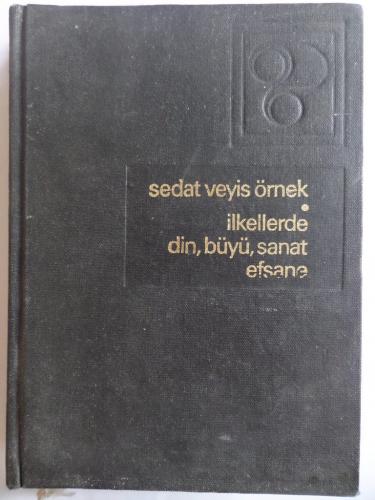 sedat veyis örnek
•
ilkellerde
din, büyü, sanat
efsane